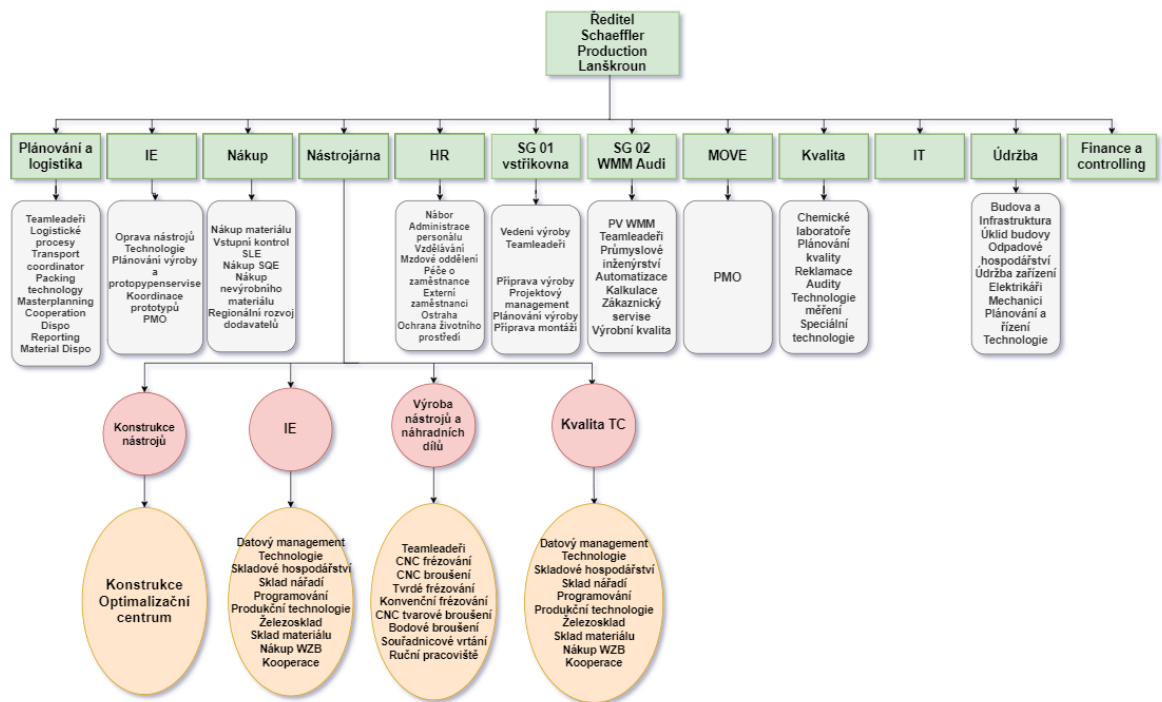 Ředitel
Schaeffler
Production
Lanškroun
Plánování a
logistika
IE
Nákup
Nástrojárna
HR
SG 01
vstřikovna
SG 02
WMM Audi
MOVE
Kvalita
IT
Údržba
Finance a
controlling
Teamleadeři
Logistické
procesy
Transport
coordinator
Packing
technology
Masterplanning
Cooperation
Dispo
Reporting
Material Dispo
Oprava nástrojů
Technologie
Plánování výroby
a
protopypenservise
Koordinace
prototypů
PMO
Nákup materiálu
Vstupní kontrol
SLE
Nákup SQE
Nákup
nevýrobního
materiálu
Regionální rozvoj
dodavatelů
Nábor
Administrace
personálu
Vzdělávání
Mzdové oddělení
Péče o
zaměstnance
Externí
zaměstnanci
Ostraha
Ochrana životního
prostředí
Vedení výroby
Teamleadeři
Příprava výroby
Projektový
management
Plánování výroby
Příprava montáží
PV WMM
Teamleadeři
Průmyslové
inženýrství
Automatizace
Kalkulace
Zákaznický
servise
Výrobní kvalita
PMO
Chemické
laboratoře
Plánování
kvality
Reklamace
Audity
Technologie
měření
Speciální
technologie
Budova a
Infrastruktura
Úklid budovy
Odpadové
hospodářství
Údržba zařízení
Elektrikáři
Mechanici
Plánování a
řízení
Technologie
Konstrukce
nástrojů
IE
Výroba
nástrojů a
náhradních
dílů
Kvalita TC
Konstrukce
Optimalizační
centrum
Datový management
Technologie
Skladové hospodářství
Sklad nářadí
Programování
Produkční technologie
Železosklad
Sklad materiálu
Nákup WZB
Kooperace
Teamleadeři
CNC frézování
CNC broušení
Tvrdé frézování
Konvenční frézování
CNC tvarové broušení
Bodové broušení
Souřadnicové vrtání
Ruční pracoviště
Datový management
Technologie
Skladové hospodářství
Sklad nářadí
Programování
Produkční technologie
Železosklad
Sklad materiálu
Nákup WZB
Kooperace